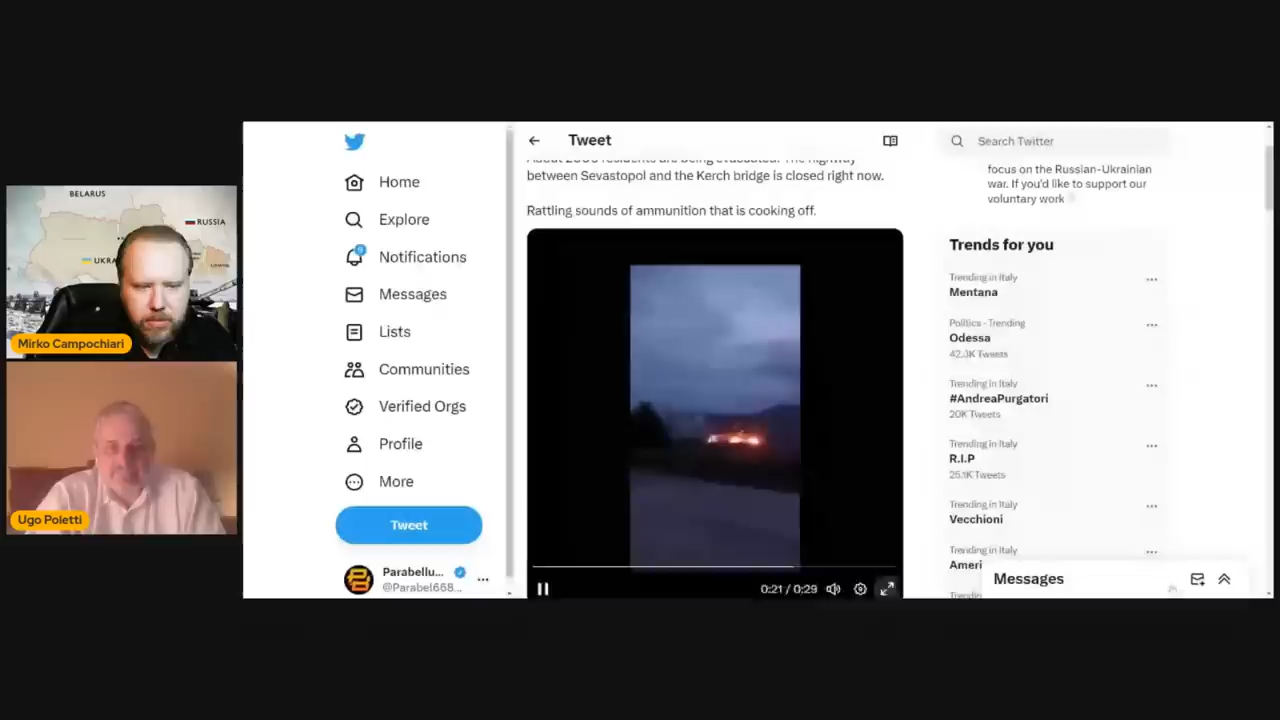 BELARUS
RUSSIA
UKRA
Mirko Campochiari
Ugo Poletti
Home
Explore
Notifications
Messages
Lists
Communities
Verified Orgs
Profile
More
Tweet
Parabellu...
@Parabel668...
Tweet
between Sevastopol and the Kerch bridge is closed right now.
Rattling sounds of ammunition that is cooking off.
0:21 / 0:29
Search Twitter
focus on the Russian-Ukrainian
war. If you'd like to support our
voluntary work
Trends for you
Trending in Italy
Mentana
Politics · Trending
Odessa
42.3K Tweets
Trending in Italy
#AndreaPurgatori
20K Tweets
Trending in Italy
R.I.P
25.1K Tweets
Trending in Italy
Vecchioni
Trending in Italy
Ameri
Messages